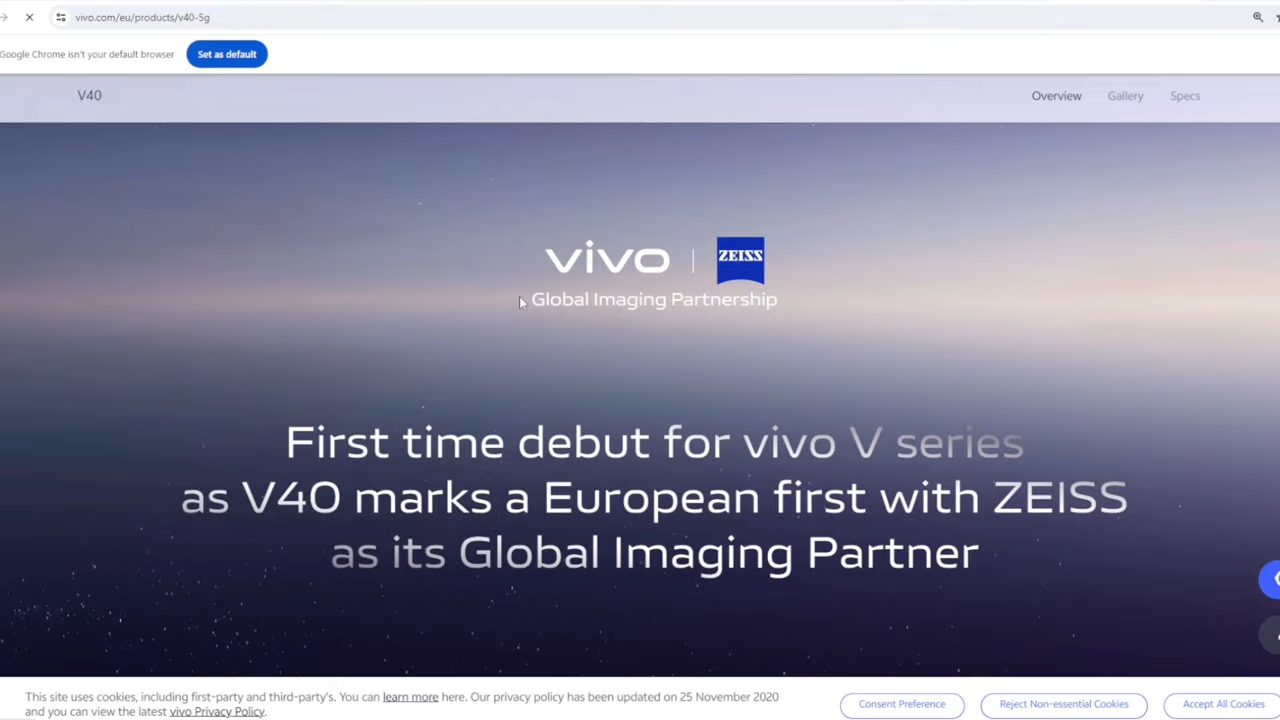 vivo.com/eu/products/v40-5g
Google Chrome isn't your default browser
Set as default
V40
Overview
Gallery
Specs
vivo | ZEISS
Global Imaging Partnership
First time debut for vivo V series
as V40 marks a European first with ZEISS
as its Global Imaging Partner
This site uses cookies, including first-party and third-party's. You can learn more here. Our privacy policy has been updated on 25 November 2020
and you can view the latest vivo Privacy Policy.
Consent Preference
Reject Non-essential Cookies
Accept All Cookies